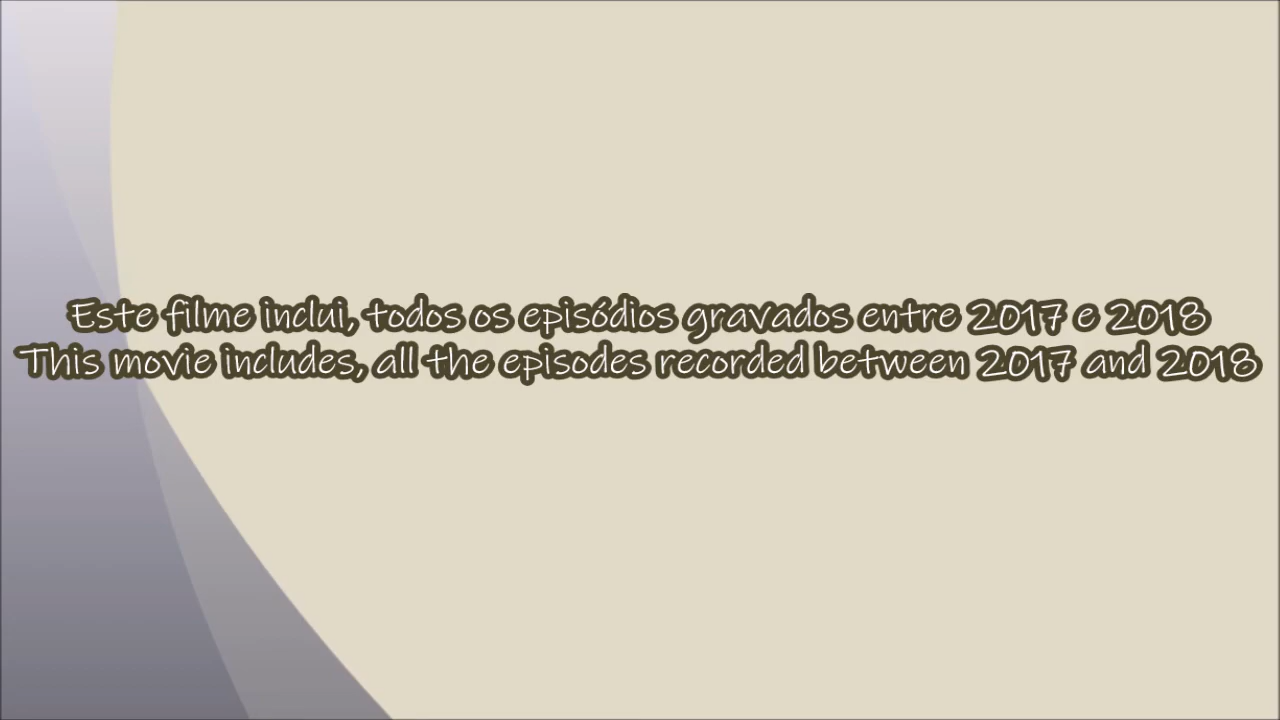 Este filme inclui, todos os episódios gravados entre 2017 e 2018
This movie includes, all the episodes recorded between 2017 and 2018